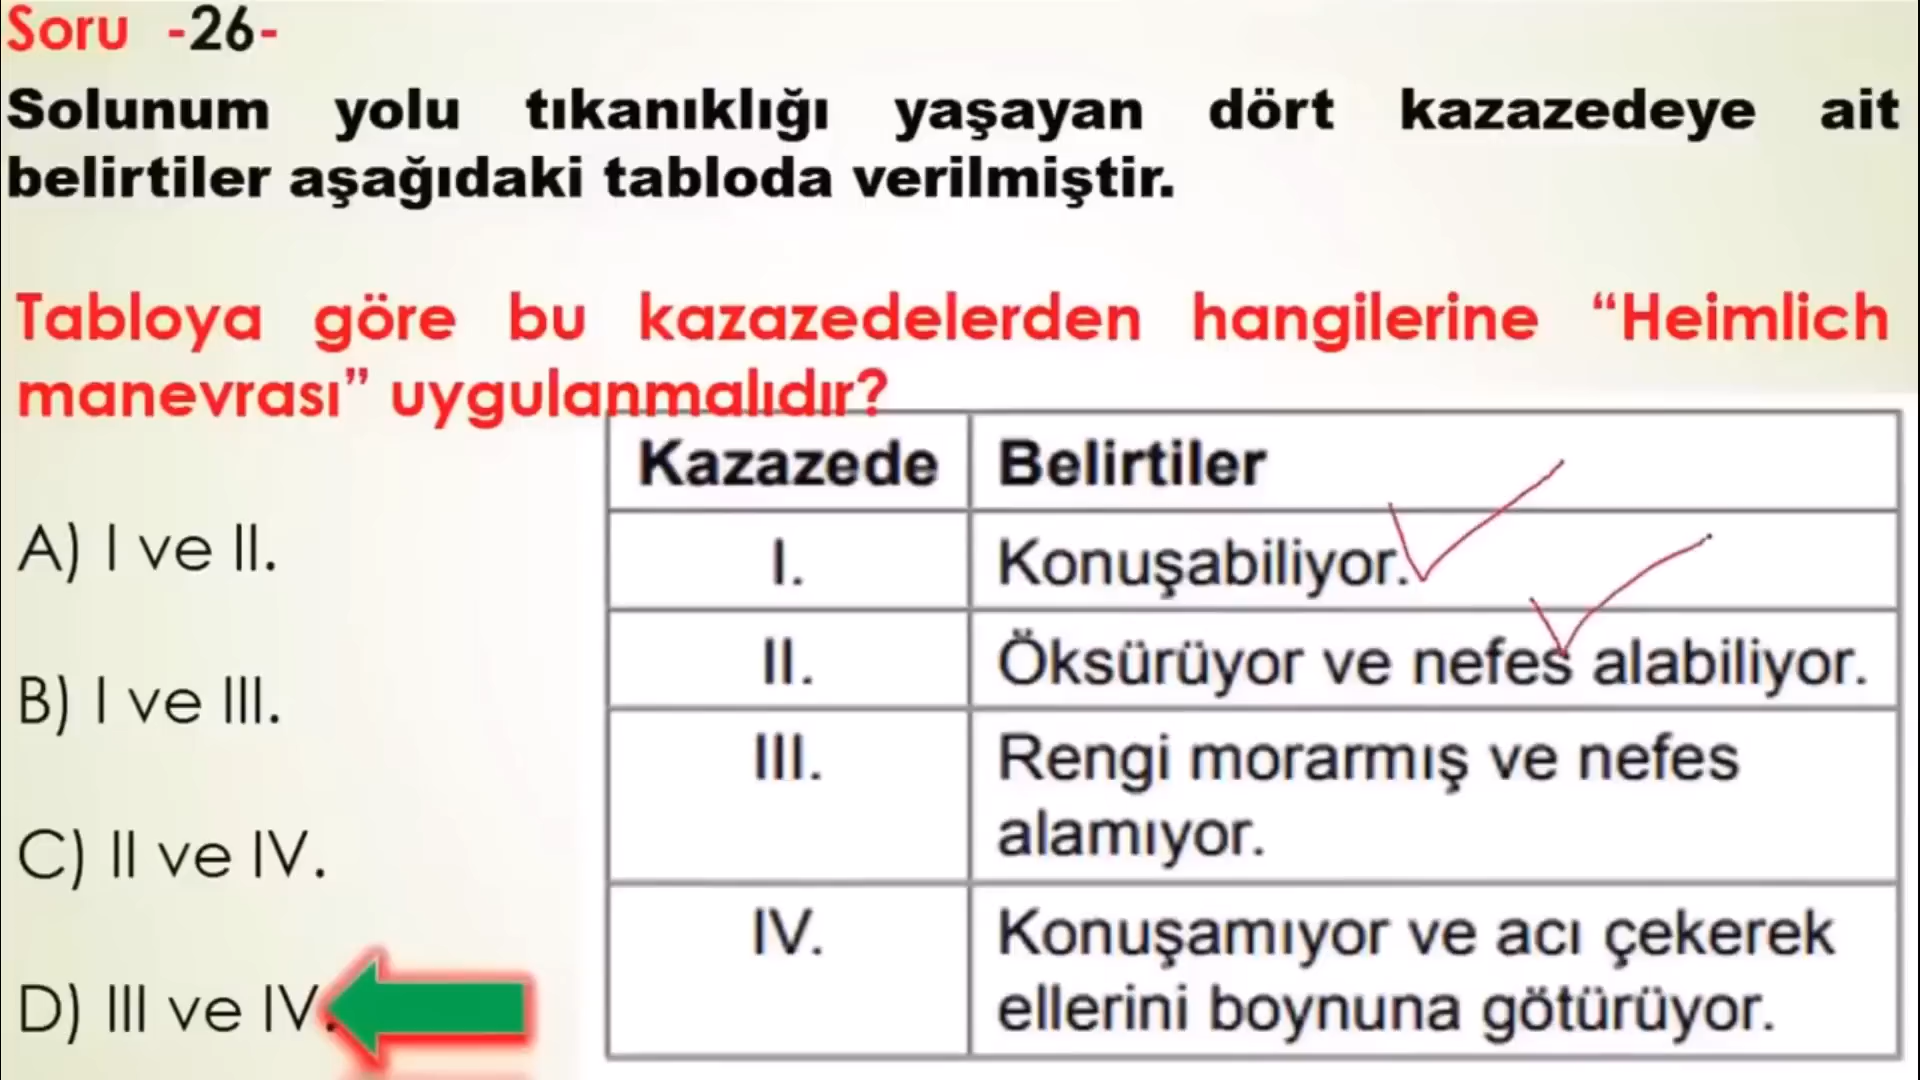 Soru -26-
Solunum yolu tıkanıklığı yaşayan dört kazazedeye ait
belirtiler aşağıdaki tabloda verilmiştir.
Tabloya göre bu kazazedelerden hangilerine “Heimlich
manevrası” uygulanmalıdır?
A) I ve II.
B) I ve III.
C) II ve IV.
D) III ve IV.
Kazazede Belirtiler
I. Konuşabiliyor.
II. Öksürüyor ve nefes alabiliyor.
III. Rengi morarmış ve nefes
alamıyor.
IV. Konuşamıyor ve acı çekerek
ellerini boynuna götürüyor.